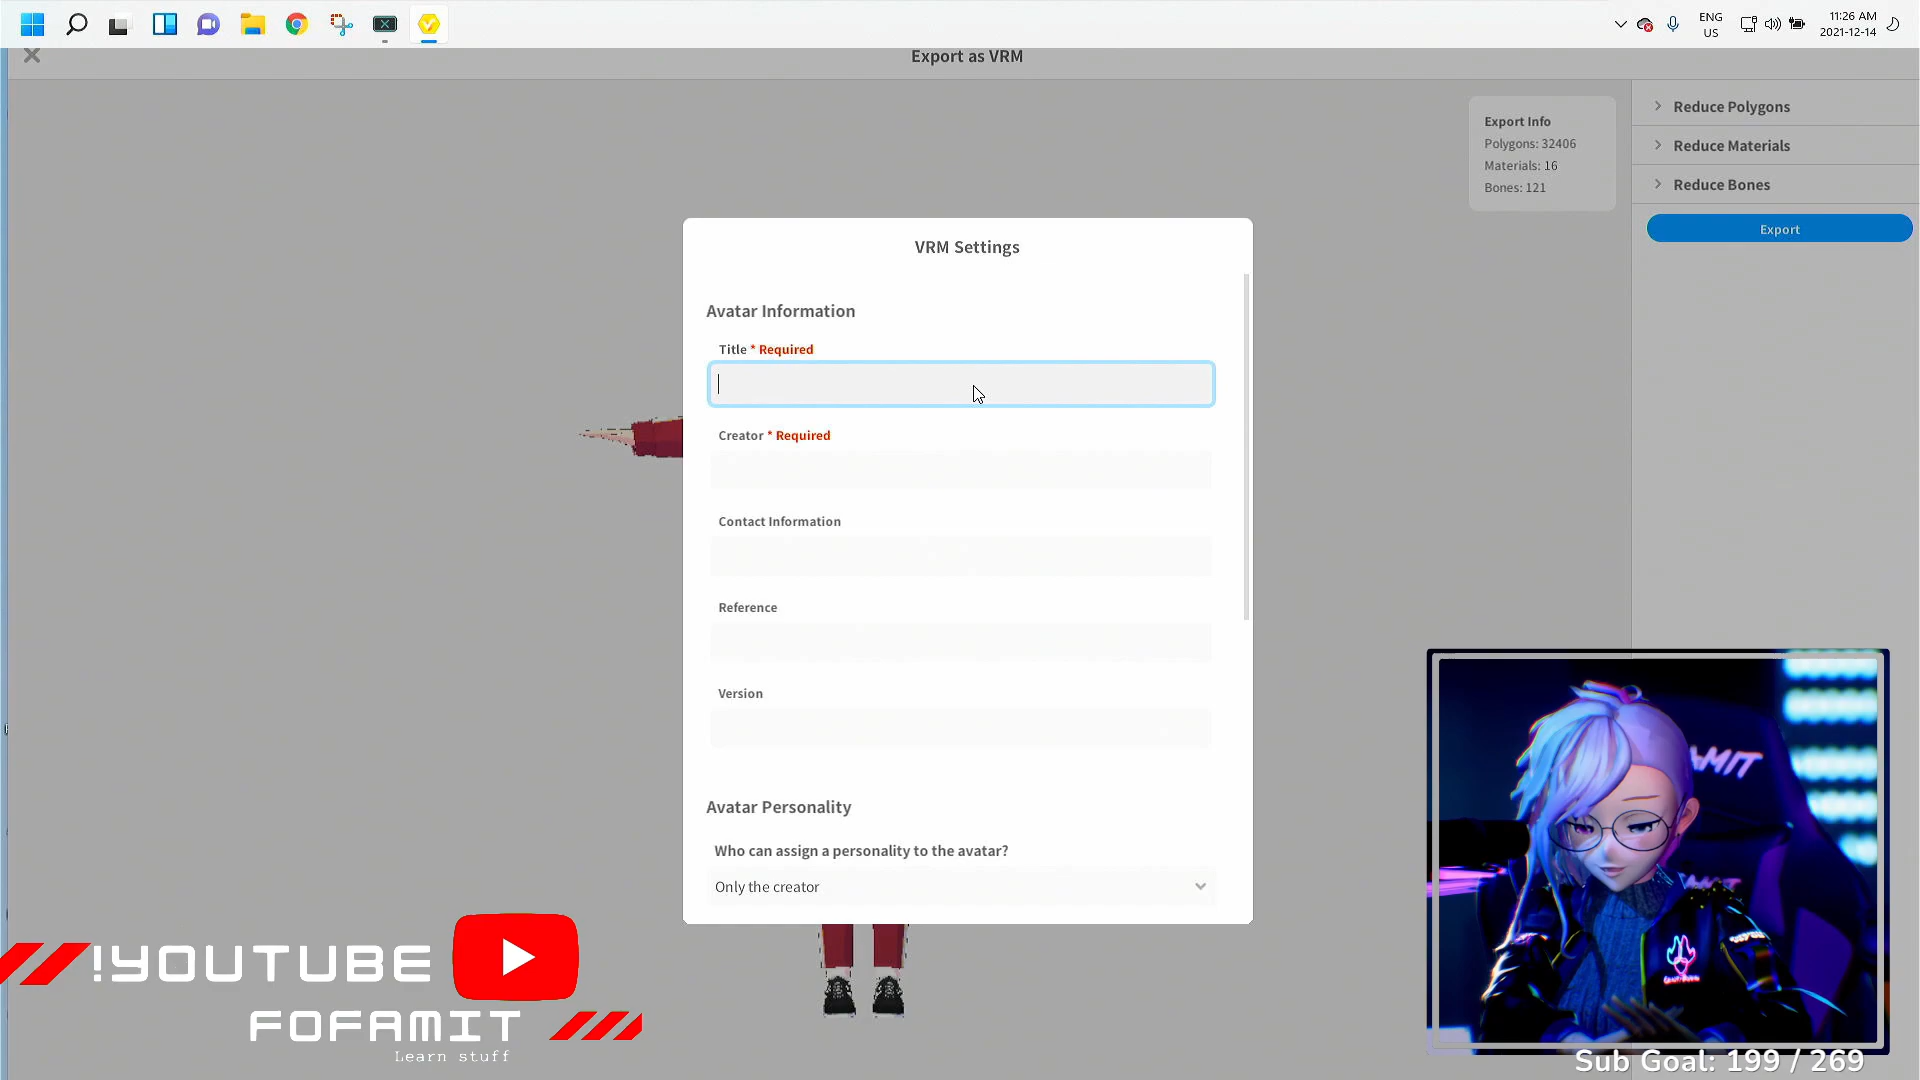 ENG
US
11:26 AM
2021-12-14
Export as VRM
Export Info
Polygons: 32406
Materials: 16
Bones: 121
Reduce Polygons
Reduce Materials
Reduce Bones
Export
VRM Settings
Avatar Information
Title * Required
Creator * Required
Contact Information
Reference
Version
Avatar Personality
Who can assign a personality to the avatar?
Only the creator
!YOUTUBE
FOFAMIT
Learn stuff
Sub Goal: 199 / 269